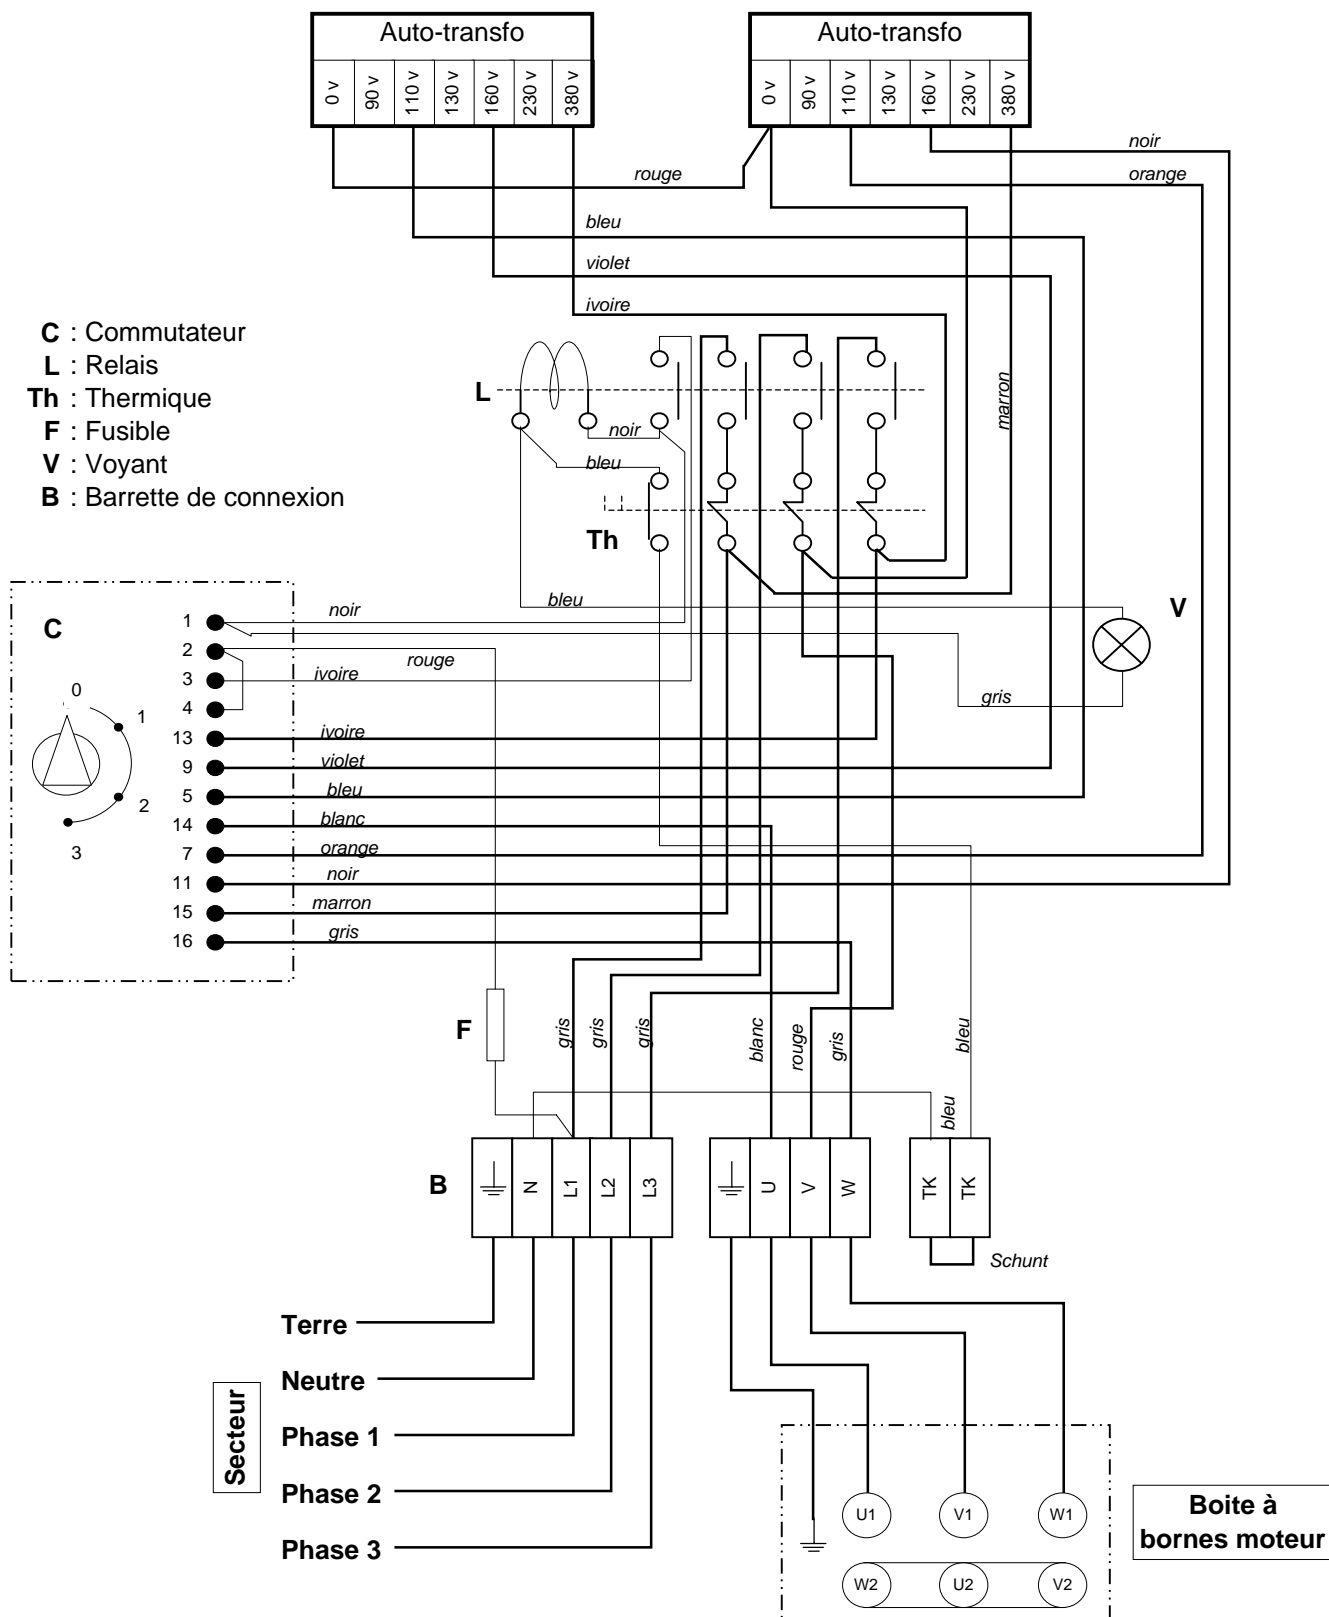 Auto-transfo
0 v
90 v
110 v
130 v
160 v
230 v
380 v
Auto-transfo
0 v
90 v
110 v
130 v
160 v
230 v
380 v
noir
rouge
orange
bleu
violet
ivoire
C : Commutateur
L : Relais
Th : Thermique
F : Fusible
V : Voyant
B : Barrette de connexion
L
marron
noir
bleu
Th
bleu
V
C
1
noir
2
rouge
3
ivoire
gris
4
13
ivoire
9
violet
5
bleu
14
blanc
7
orange
11
noir
15
marron
16
gris
0
1
2
3
F
gris
gris
gris
blanc
rouge
gris
bleu
bleu
B
N
L1
L2
L3
U
V
W
TK
TK
Schunt
Terre
Neutre
Secteur
Phase 1
Phase 2
Phase 3
U1
V1
W1
W2
U2
V2
Boite à
bornes moteur